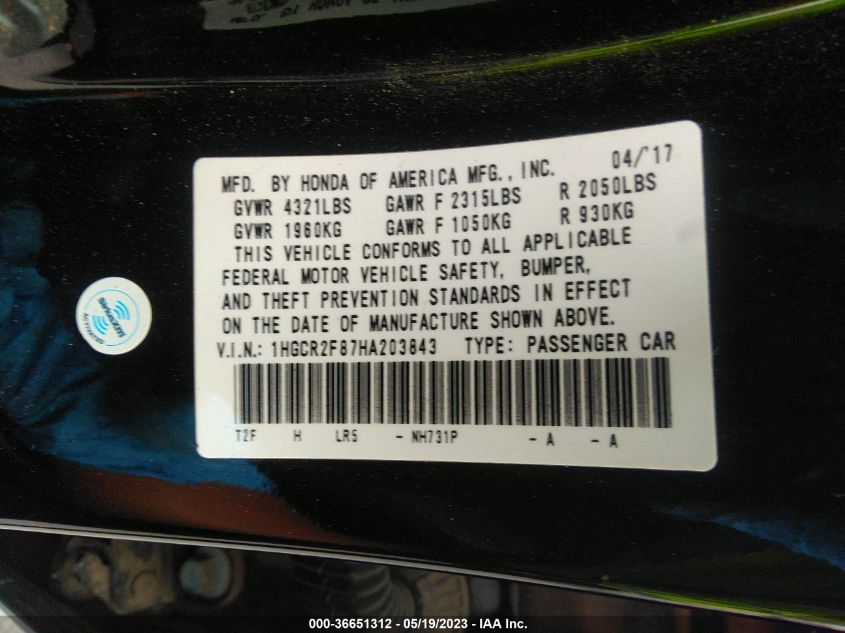 MFD. BY HONDA OF AMERICA MFG., INC. 04/'17
GVWR 4321LBS GAWR F 2315LBS R 2050LBS
GVWR 1960KG GAWR F 1050KG R 930KG
THIS VEHICLE CONFORMS TO ALL APPLICABLE
FEDERAL MOTOR VEHICLE SAFETY, BUMPER,
AND THEFT PREVENTION STANDARDS IN EFFECT
ON THE DATE OF MANUFACTURE SHOWN ABOVE.
V.I.N.: 1HGCR2F87HA203843 TYPE: PASSENGER CAR
T2F H LR5 - NH731P - A - A
000-36651312 - 05/19/2023 - IAA Inc.